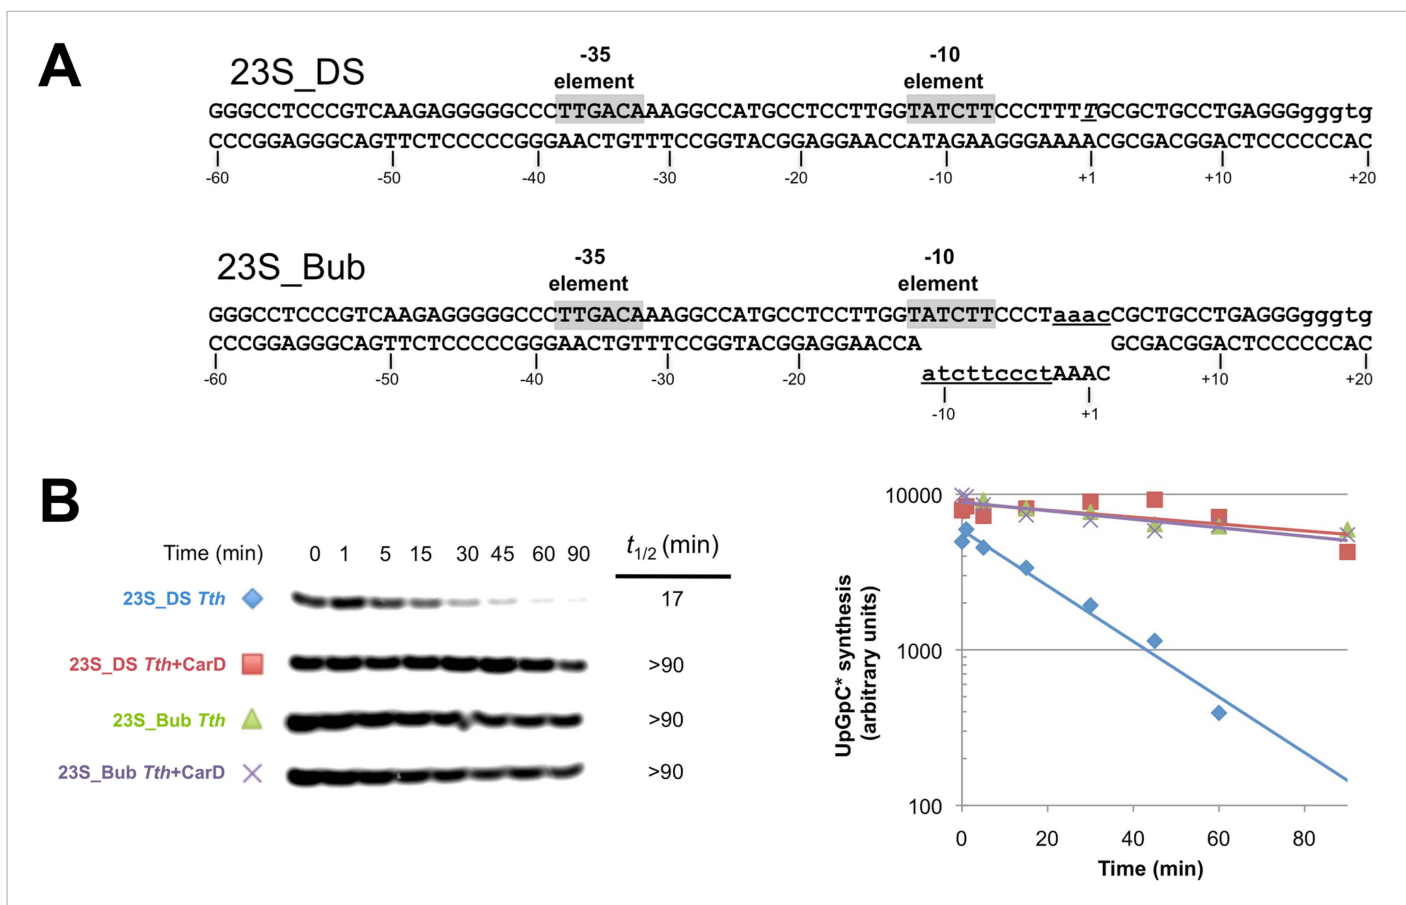 A
23S_DS
-35
element
-10
element
GGGCCTCCCGTCAAGAGGGGGCCCTTGACAAAGGCCATGCCTCCTTGGTATCTTCCCTTTTGCGCTGCCTGAGGGgggtg
CCCGGAGGGCAGTTCTCCCCCGGGAACTGTTTCCGGTACGGAGGAACCATAGAAGGGAAAACGCGACGGACTCCCCCCAC
-60 -50 -40 -30 -20 -10 +1 +10 +20
23S_Bub
-35
element
-10
element
GGGCCTCCCGTCAAGAGGGGGCCCTTGACAAAGGCCATGCCTCCTTGGTATCTTCCCTaaacCGCTGCCTGAGGGgggtg
CCCGGAGGGCAGTTCTCCCCCGGGAACTGTTTCCGGTACGGAGGAACCA GCGACGGACTCCCCCCAC
atcttccctAAAC
-60 -50 -40 -30 -20 +10 +20
-10 +1
B
Time (min) 0 1 5 15 30 45 60 90 t1/2 (min)
23S_DS Tth 17
23S_DS Tth+CarD >90
23S_Bub Tth >90
23S_Bub Tth+CarD >90
UpGpC* synthesis
(arbitrary units)
10000
1000
100
0 20 40 60 80
Time (min)